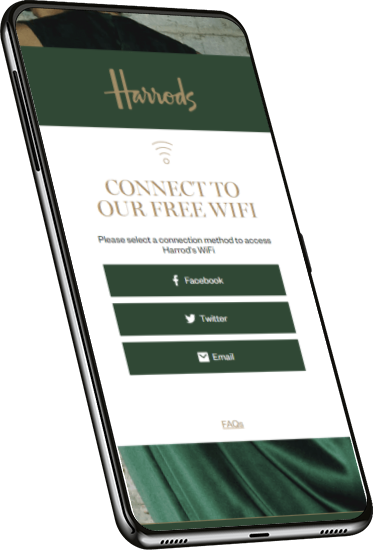 Harrods
CONNECT TO
OUR FREE WIFI
Please select a connection method to access
Harrod's WiFi
Facebook
Twitter
Email
FAQs